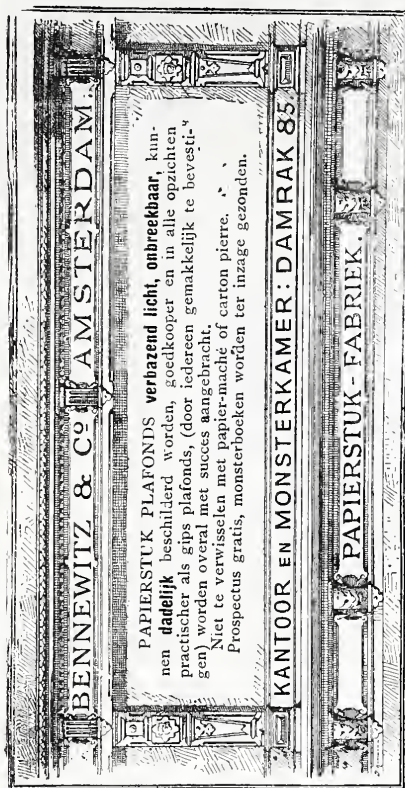 BENNEWITZ & Co. AMSTERDAM.
PAPIERSTUK PLAFONDS verbazend licht, onbreekbaar, kun-
nen dadelijk beschilderd worden, goedkooper en in alle opzichten
practischer als gips plafonds, (door iedereen gemakkelijk te bevesti-
gen) worden overal met succes aangebracht.
Niet te verwisselen met papier-maché of carton pierre.
Prospectus gratis, monsterboeken worden ter inzage gezonden.
KANTOOR EN MONSTERKAMER: DAMRAK 85.
PAPIERSTUK-FABRIEK.